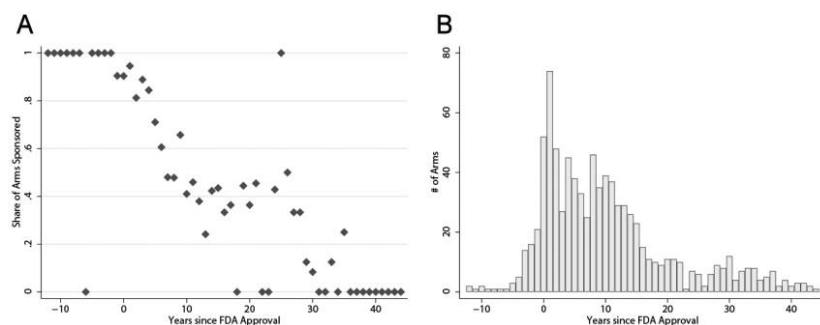 A
Share of Arms Sponsored
1
.8
.6
.4
.2
0
−10 0 10 20 30 40
Years since FDA Approval
B
# of Arms
80
60
40
20
0
−10 0 10 20 30 40
Years since FDA Approval